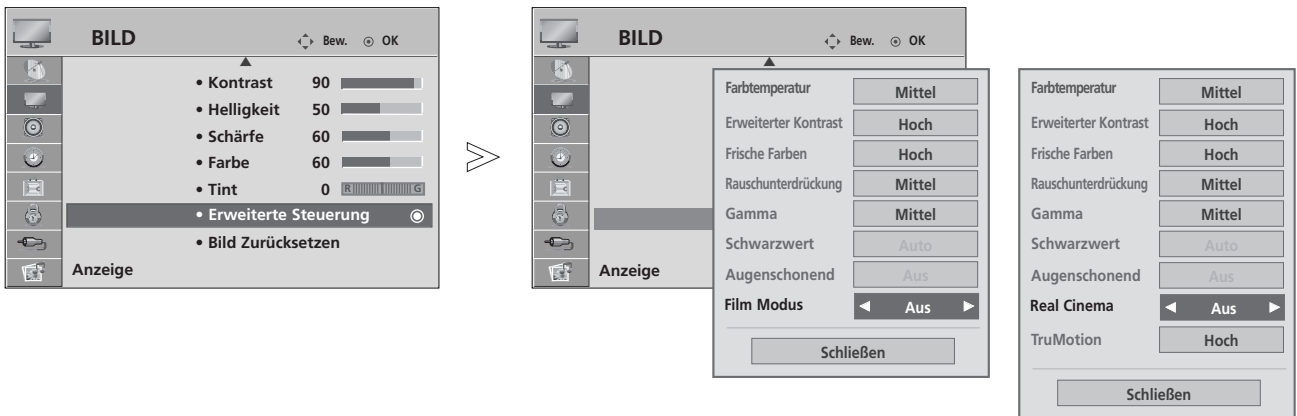 BILD
Bew. OK
• Kontrast 90
• Helligkeit 50
• Schärfe 60
• Farbe 60
• Tint 0 R G
• Erweiterte Steuerung
• Bild Zurücksetzen
Anzeige
BILD
Bew. OK
Anzeige
Farbtemperatur Mittel
Erweiterter Kontrast Hoch
Frische Farben Hoch
Rauschunterdrückung Mittel
Gamma Mittel
Schwarzwert Auto
Augenschonend Aus
Film Modus Aus
Schließen
Farbtemperatur Mittel
Erweiterter Kontrast Hoch
Frische Farben Hoch
Rauschunterdrückung Mittel
Gamma Mittel
Schwarzwert Auto
Augenschonend Aus
Real Cinema Aus
TruMotion Hoch
Schließen